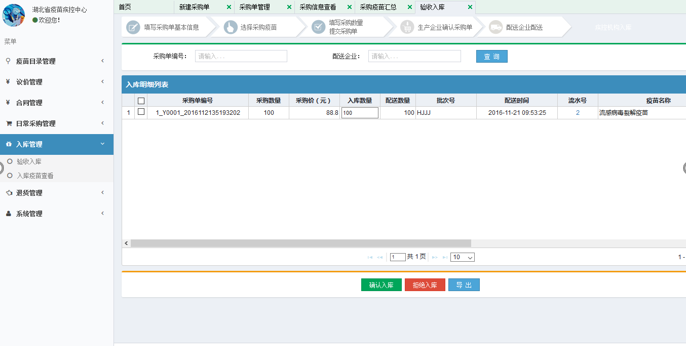 湖北省疫苗疾控中心
欢迎您!
菜单
疫苗目录管理
¥ 议价管理
¥ 合同管理
日常采购管理
入库管理
验收入库
入库疫苗查看
退货管理
系统管理
首页 新建采购单 × 采购单管理 × 采购信息查看 × 采购疫苗汇总 × 验收入库 ×
填写采购单基本信息 选择采购疫苗 填写采购数量 提交采购单 生产企业确认采购单 配送企业配送
采购单编号: 请输入... 配送企业: 请输入... 查 询
入库明细列表
采购单编号 采购数量 采购价(元) 入库数量 配送数量 批次号 配送时间 流水号 疫苗名称
1 1_Y0001_2016112135193202 100 88.8 100 100 HJJJ 2016-11-21 09:53:25 2 流感病毒裂解疫苗
1 共 1 页 10 1 -
确认入库 拒绝入库 导 出